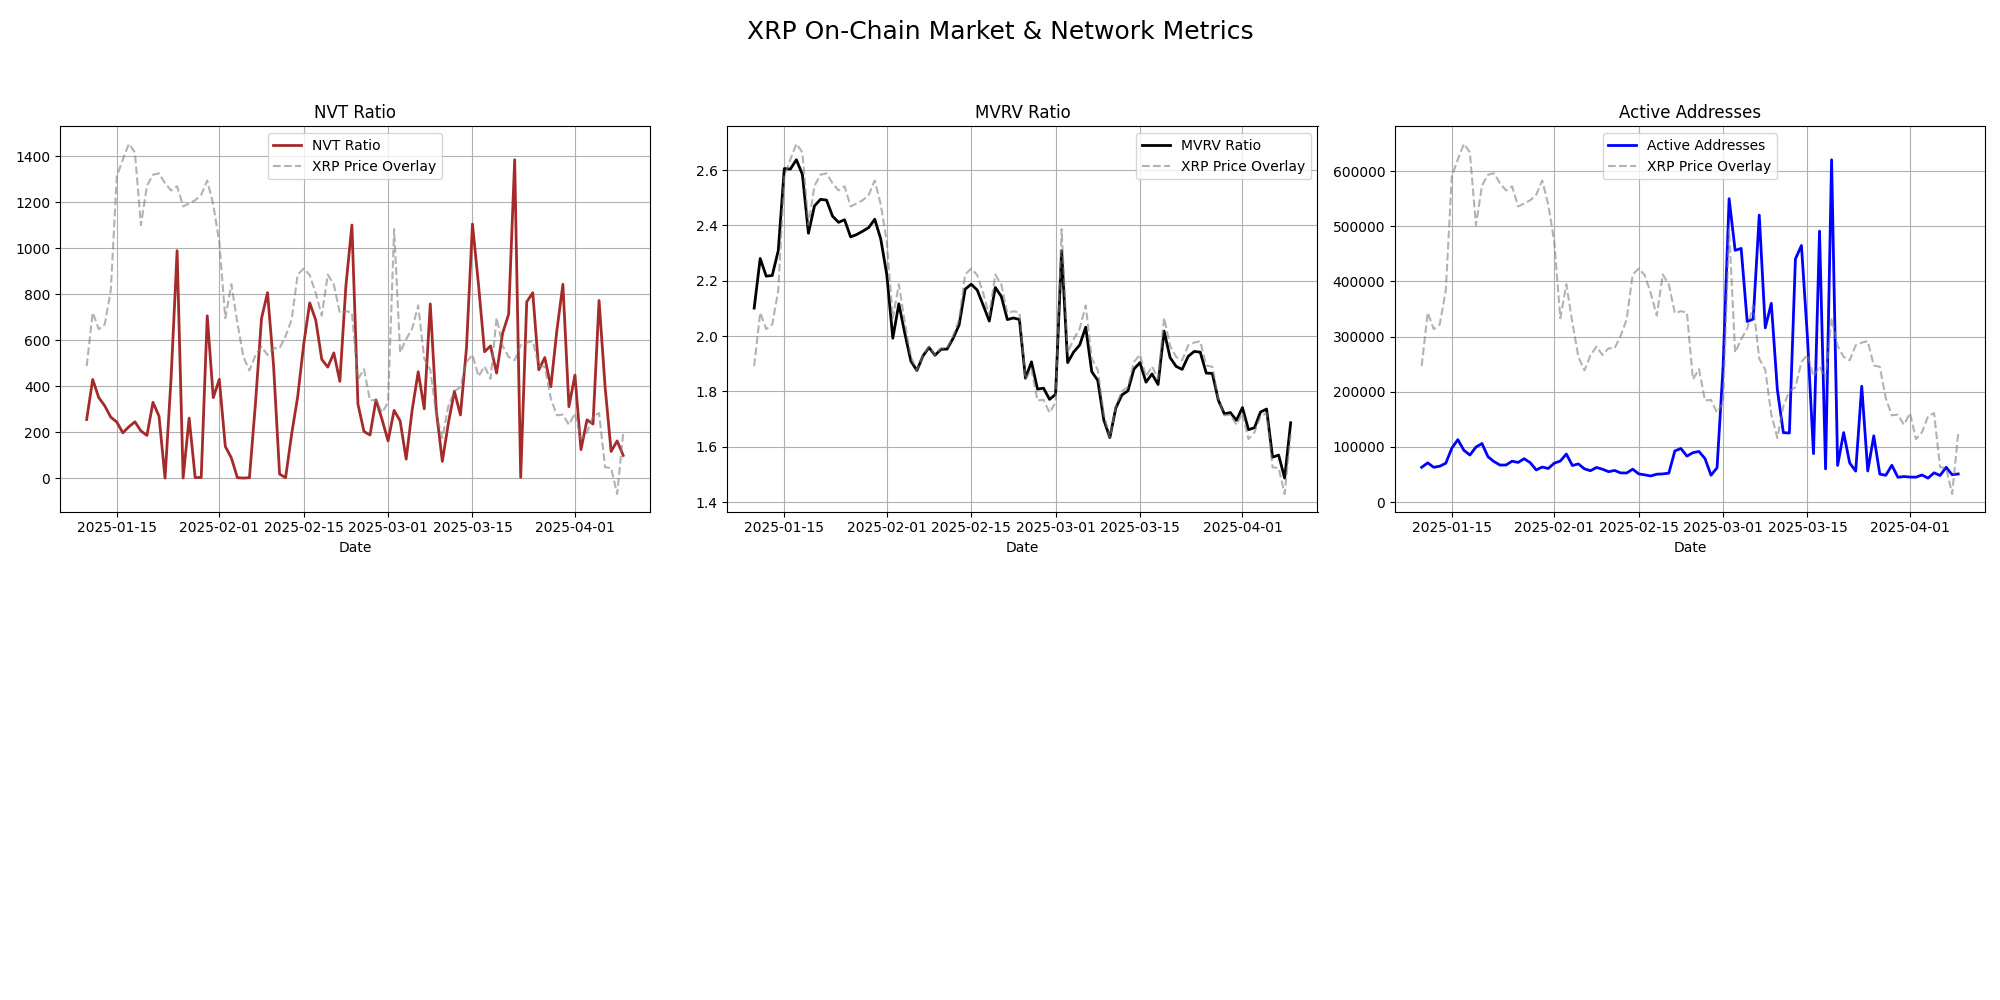 XRP On-Chain Market & Network Metrics
NVT Ratio
NVT Ratio
XRP Price Overlay
1400
1200
1000
800
600
400
200
0
2025-01-15 2025-02-01 2025-02-15 2025-03-01 2025-03-15 2025-04-01
Date
MVRV Ratio
MVRV Ratio
XRP Price Overlay
2.6
2.4
2.2
2.0
1.8
1.6
1.4
2025-01-15 2025-02-01 2025-02-15 2025-03-01 2025-03-15 2025-04-01
Date
Active Addresses
Active Addresses
XRP Price Overlay
600000
500000
400000
300000
200000
100000
0
2025-01-15 2025-02-01 2025-02-15 2025-03-01 2025-03-15 2025-04-01
Date